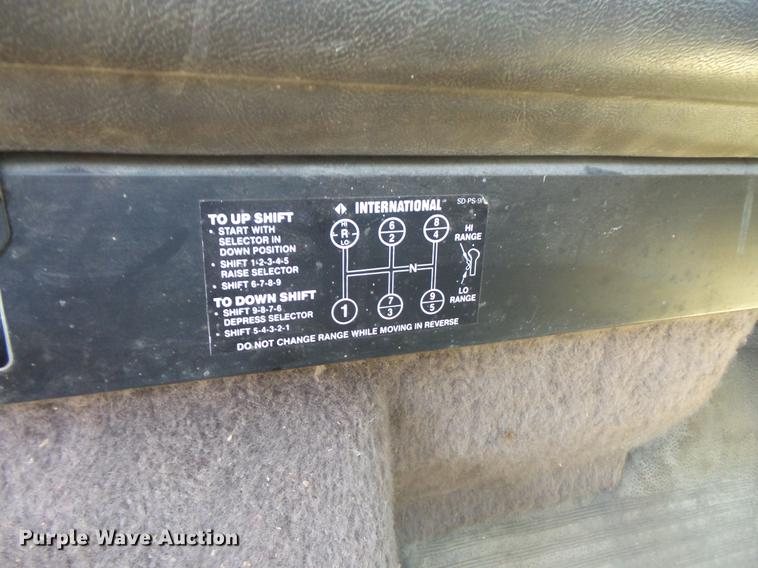 INTERNATIONAL
TO UP SHIFT
• START WITH
SELECTOR IN
DOWN POSITION
• SHIFT 1-2-3-4-5
RAISE SELECTOR
• SHIFT 6-7-8-9
TO DOWN SHIFT
• SHIFT 9-8-7-6
DEPRESS SELECTOR
• SHIFT 5-4-3-2-1
HI
R
LO
6
2
8
4
N
1
7
3
9
5
HI
RANGE
LO
RANGE
DO NOT CHANGE RANGE WHILE MOVING IN REVERSE
Purple Wave Auction